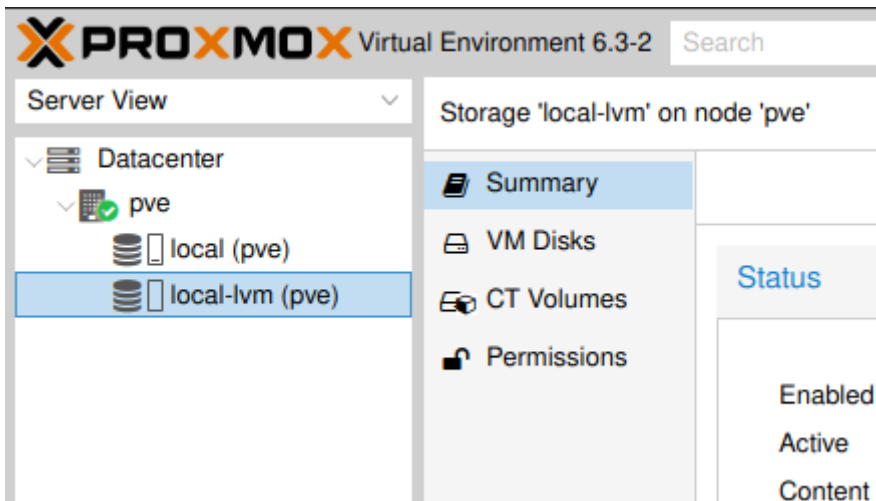 PROXMOX Virtual Environment 6.3-2 Search
Server View
Storage 'local-lvm' on node 'pve'
Datacenter
pve
local (pve)
local-lvm (pve)
Summary
VM Disks
CT Volumes
Permissions
Status
Enabled
Active
Content